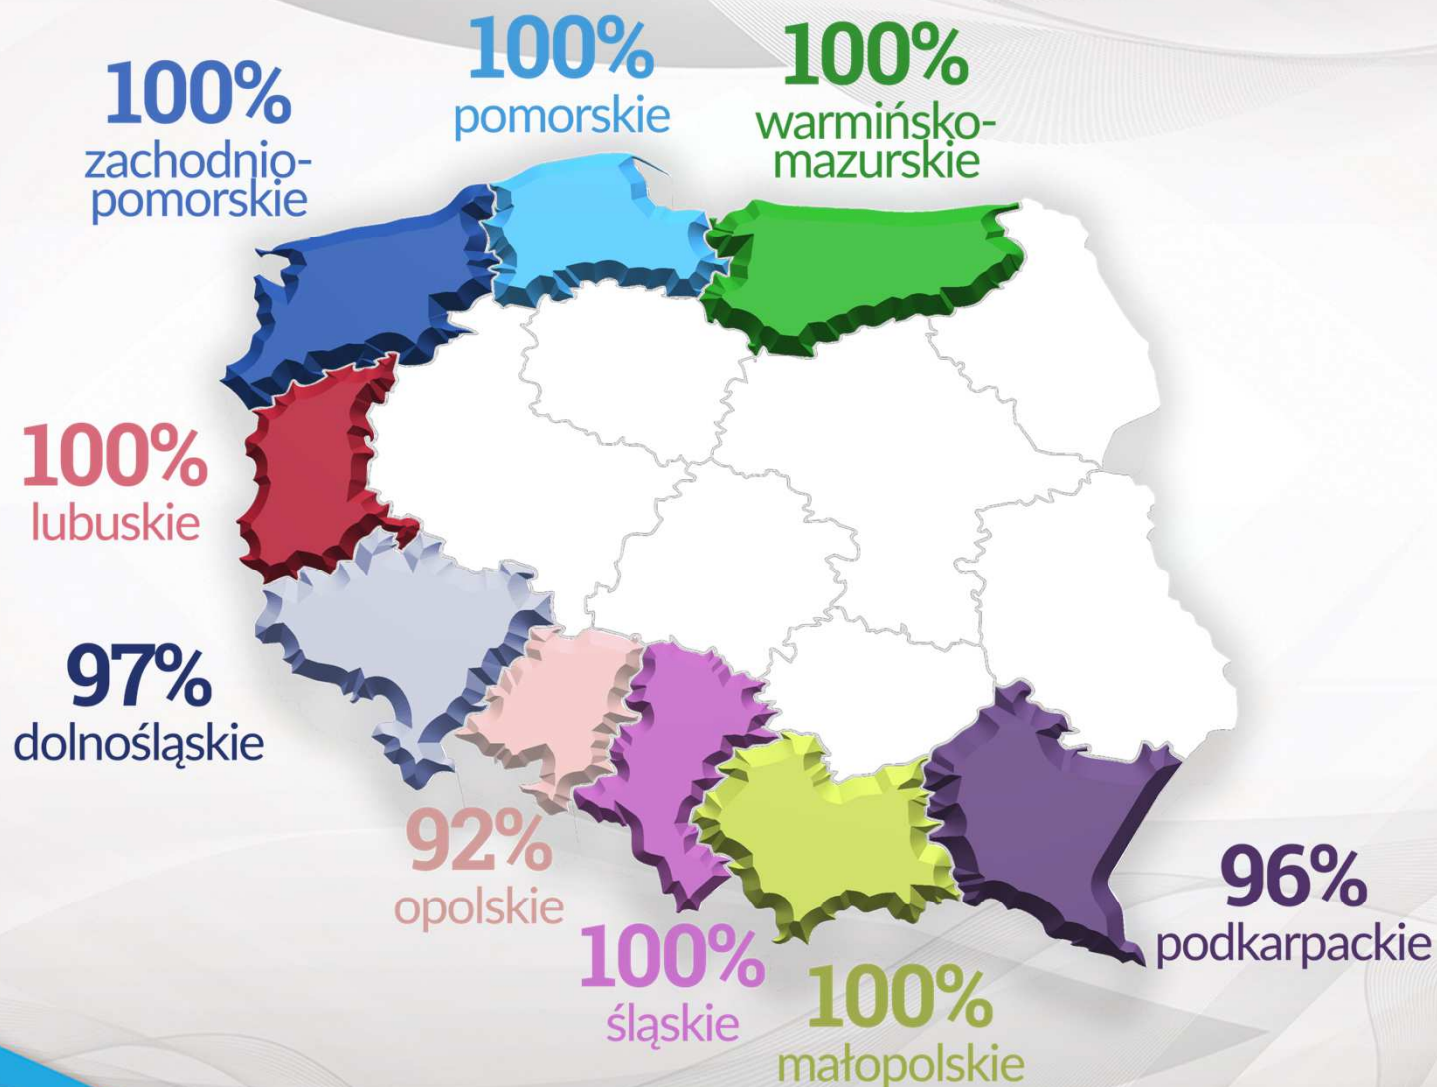 100%
pomorskie
100%
warmińsko-
mazurskie
100%
zachodnio-
pomorskie
100%
lubuskie
97%
dolnośląskie
92%
opolskie
96%
podkarpackie
100%
śląskie
100%
małopolskie